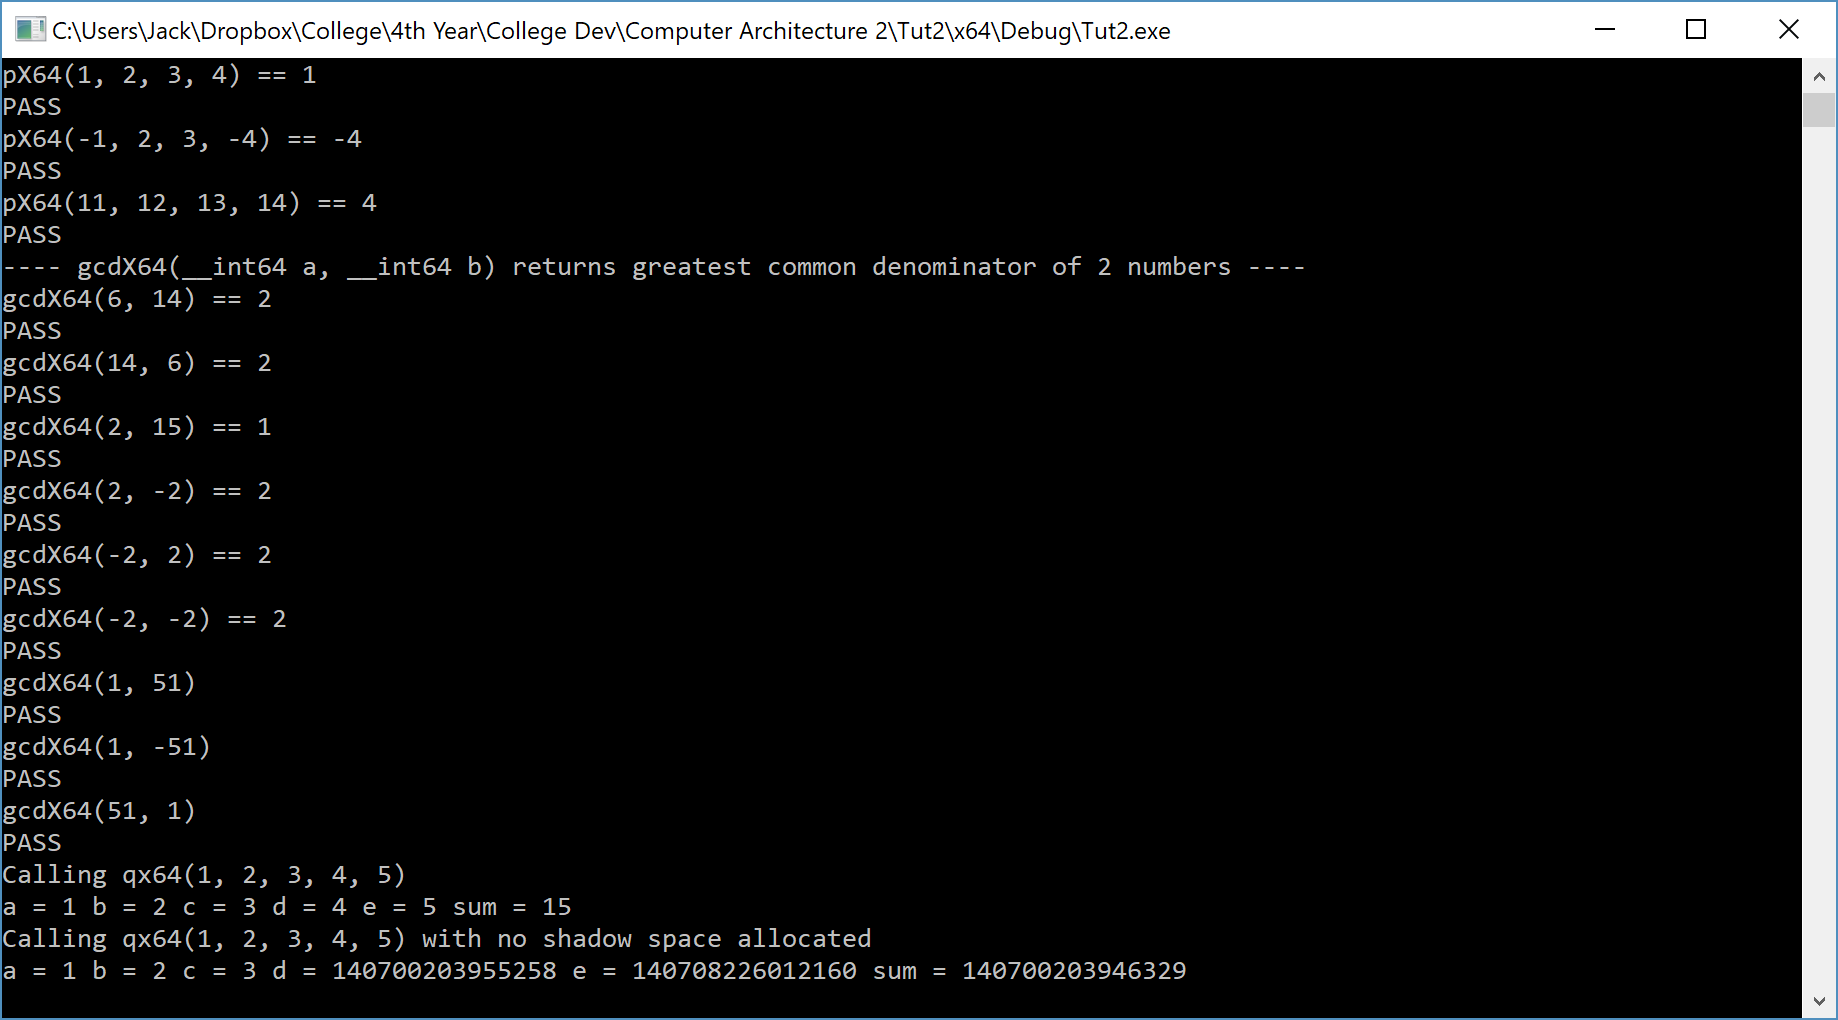 C:\Users\Jack\Dropbox\College\4th Year\College Dev\Computer Architecture 2\Tut2\x64\Debug\Tut2.exe
pX64(1, 2, 3, 4) == 1
PASS
pX64(-1, 2, 3, -4) == -4
PASS
pX64(11, 12, 13, 14) == 4
PASS
---- gcdX64(__int64 a, __int64 b) returns greatest common denominator of 2 numbers ----
gcdX64(6, 14) == 2
PASS
gcdX64(14, 6) == 2
PASS
gcdX64(2, 15) == 1
PASS
gcdX64(2, -2) == 2
PASS
gcdX64(-2, 2) == 2
PASS
gcdX64(-2, -2) == 2
PASS
gcdX64(1, 51)
PASS
gcdX64(1, -51)
PASS
gcdX64(51, 1)
PASS
Calling qx64(1, 2, 3, 4, 5)
a = 1 b = 2 c = 3 d = 4 e = 5 sum = 15
Calling qx64(1, 2, 3, 4, 5) with no shadow space allocated
a = 1 b = 2 c = 3 d = 140700203955258 e = 140708226012160 sum = 140700203946329